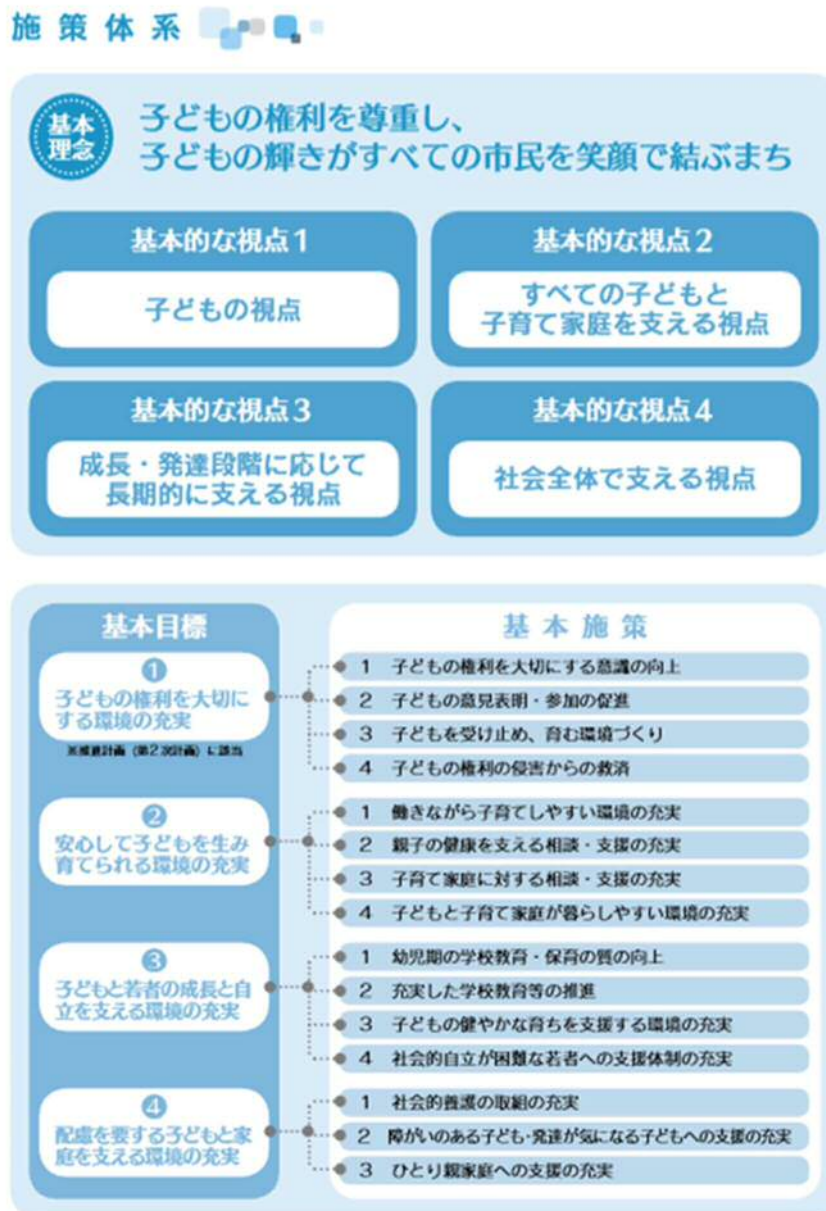 施策体系
基本
理念
子どもの権利を尊重し、
子どもの輝きがすべての市民を笑顔で結ぶまち
基本的な視点1
子どもの視点
基本的な視点2
すべての子どもと
子育て家庭を支える視点
基本的な視点3
成長・発達段階に応じて
長期的に支える視点
基本的な視点4
社会全体で支える視点
基本目標
基本施策
❶
子どもの権利を大切に
する環境の充実
※推進計画（第2次計画）に該当
1 子どもの権利を大切にする意識の向上
2 子どもの意見表明・参加の促進
3 子どもを受け止め、育む環境づくり
4 子どもの権利の侵害からの救済
❷
安心して子どもを生み
育てられる環境の充実
1 働きながら子育てしやすい環境の充実
2 親子の健康を支える相談・支援の充実
3 子育て家庭に対する相談・支援の充実
4 子どもと子育て家庭が暮らしやすい環境の充実
❸
子どもと若者の成長と自
立を支える環境の充実
1 幼児期の学校教育・保育の質の向上
2 充実した学校教育等の推進
3 子どもの健やかな育ちを支援する環境の充実
4 社会的自立が困難な若者への支援体制の充実
❹
配慮を要する子どもと家
庭を支える環境の充実
1 社会的養護の取組の充実
2 障がいのある子ども・発達が気になる子どもへの支援の充実
3 ひとり親家庭への支援の充実